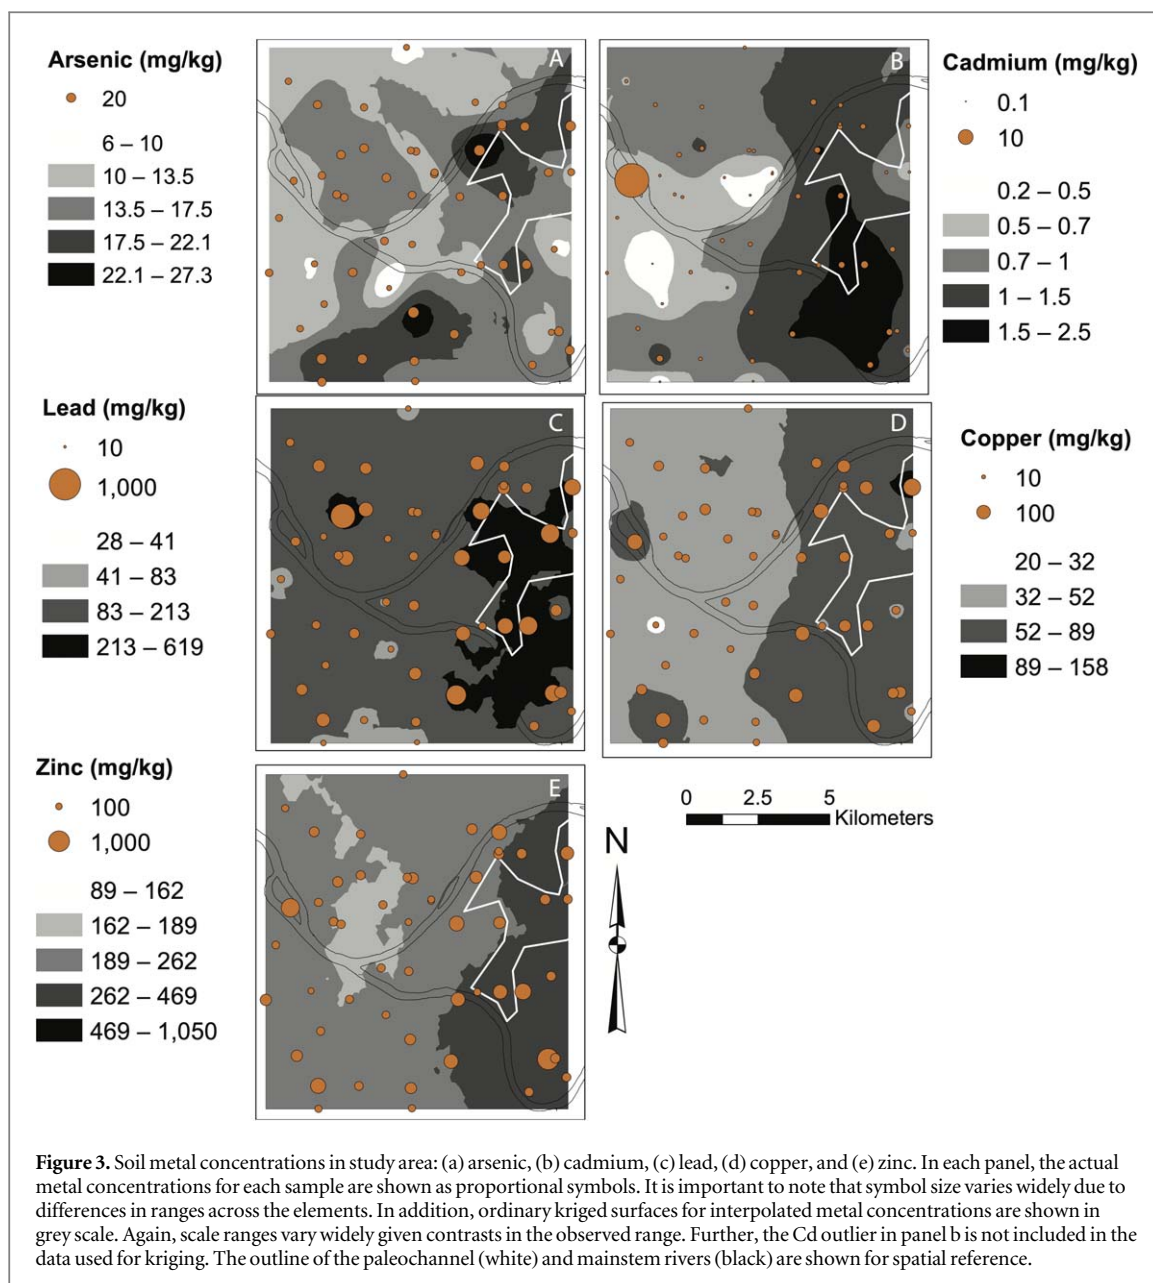 Arsenic (mg/kg)
20
6 – 10
10 – 13.5
13.5 – 17.5
17.5 – 22.1
22.1 – 27.3
A
B
Cadmium (mg/kg)
0.1
10
0.2 – 0.5
0.5 – 0.7
0.7 – 1
1 – 1.5
1.5 – 2.5
Lead (mg/kg)
10
1,000
28 – 41
41 – 83
83 – 213
213 – 619
C
D
Copper (mg/kg)
10
100
20 – 32
32 – 52
52 – 89
89 – 158
Zinc (mg/kg)
100
1,000
89 – 162
162 – 189
189 – 262
262 – 469
469 – 1,050
E
0 2.5 5
Kilometers
N
Figure 3. Soil metal concentrations in study area: (a) arsenic, (b) cadmium, (c) lead, (d) copper, and (e) zinc. In each panel, the actual
metal concentrations for each sample are shown as proportional symbols. It is important to note that symbol size varies widely due to
differences in ranges across the elements. In addition, ordinary kriged surfaces for interpolated metal concentrations are shown in
grey scale. Again, scale ranges vary widely given contrasts in the observed range. Further, the Cd outlier in panel b is not included in the
data used for kriging. The outline of the paleochannel (white) and mainstem rivers (black) are shown for spatial reference.